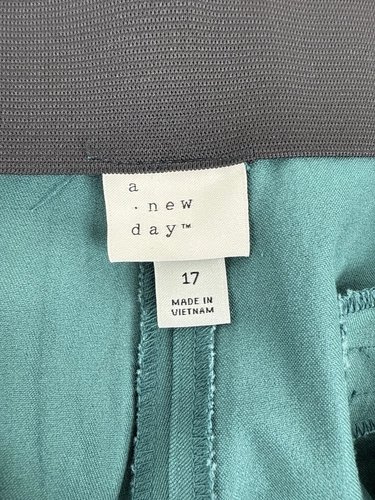 a
· new
day™
17
MADE IN
VIETNAM